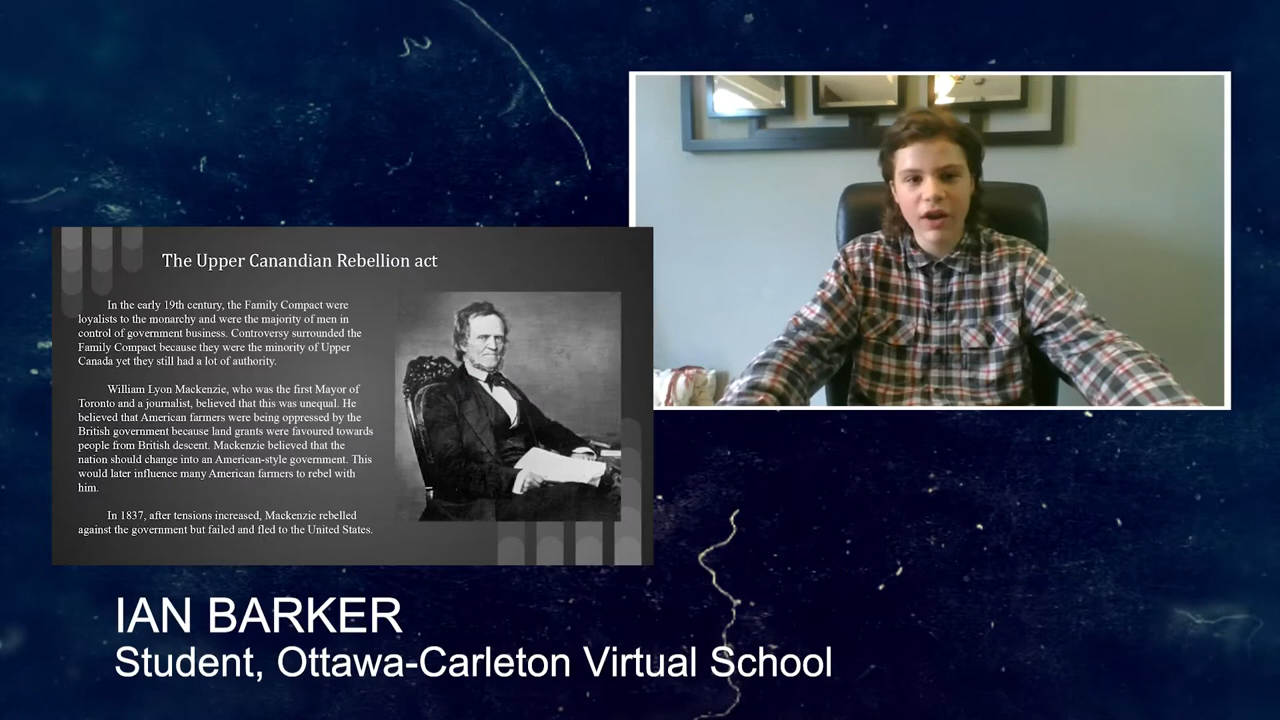 The Upper Canandian Rebellion act
In the early 19th century, the Family Compact were
loyalists to the monarchy and were the majority of men in
control of government business. Controversy surrounded the
Family Compact because they were the minority of Upper
Canada yet they still had a lot of authority.
William Lyon Mackenzie, who was the first Mayor of
Toronto and a journalist, believed that this was unequal. He
believed that American farmers were being oppressed by the
British government because land grants were favoured towards
people from British descent. Mackenzie believed that the
nation should change into an American-style government. This
would later influence many American farmers to rebel with
him.
In 1837, after tensions increased, Mackenzie rebelled
against the government but failed and fled to the United States.
IAN BARKER
Student, Ottawa-Carleton Virtual School